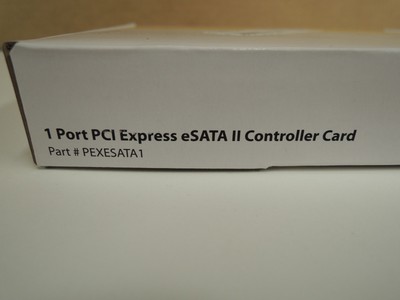 1 Port PCI Express eSATA II Controller Card
Part # PEXESATA1